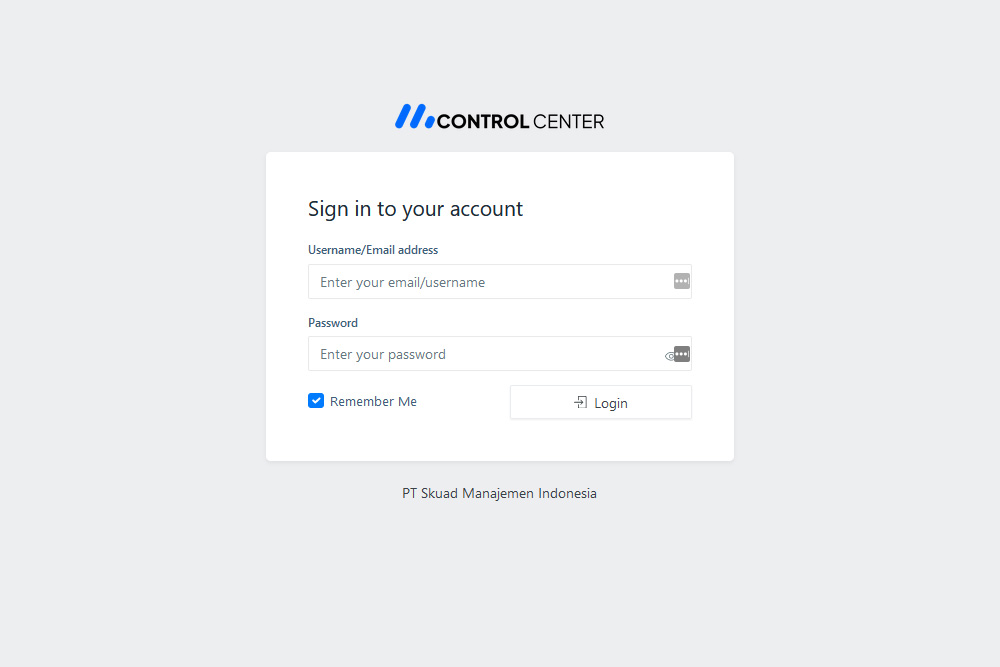 CONTROL CENTER
Sign in to your account
Username/Email address
Enter your email/username
Password
Enter your password
Remember Me
Login
PT Skuad Manajemen Indonesia